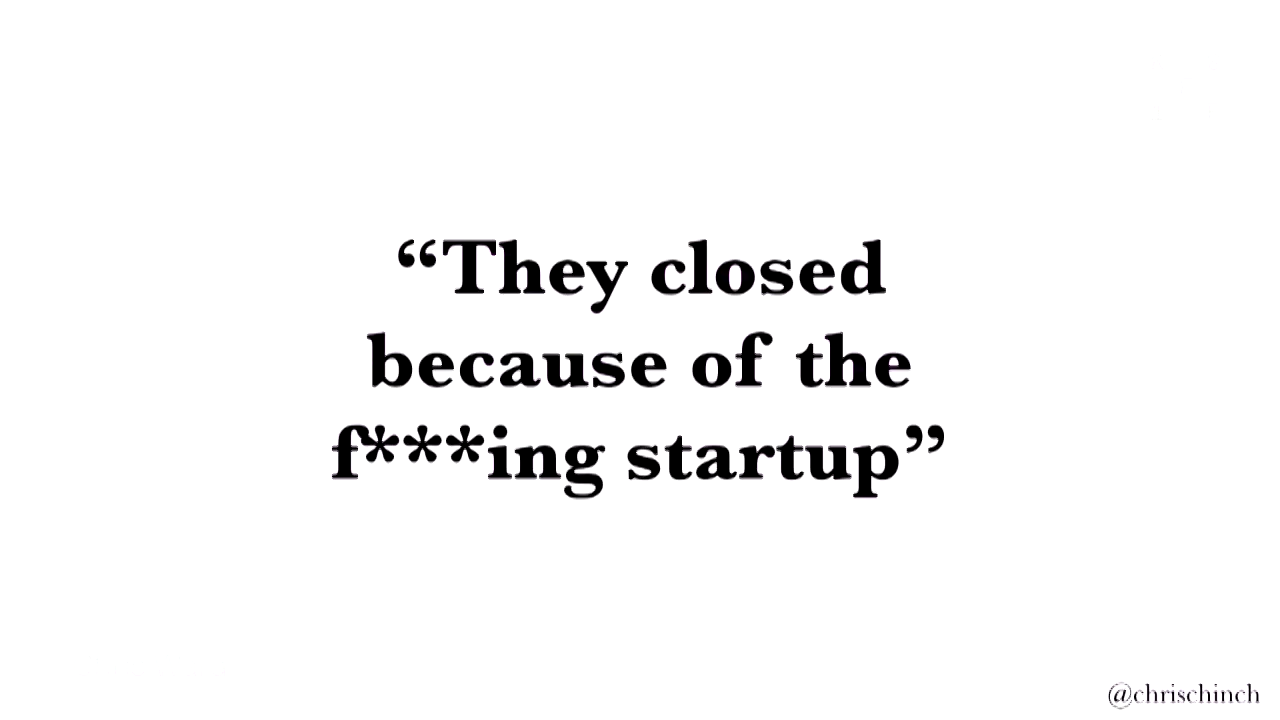 “They closed
because of the
f***ing startup”
@chrischinch